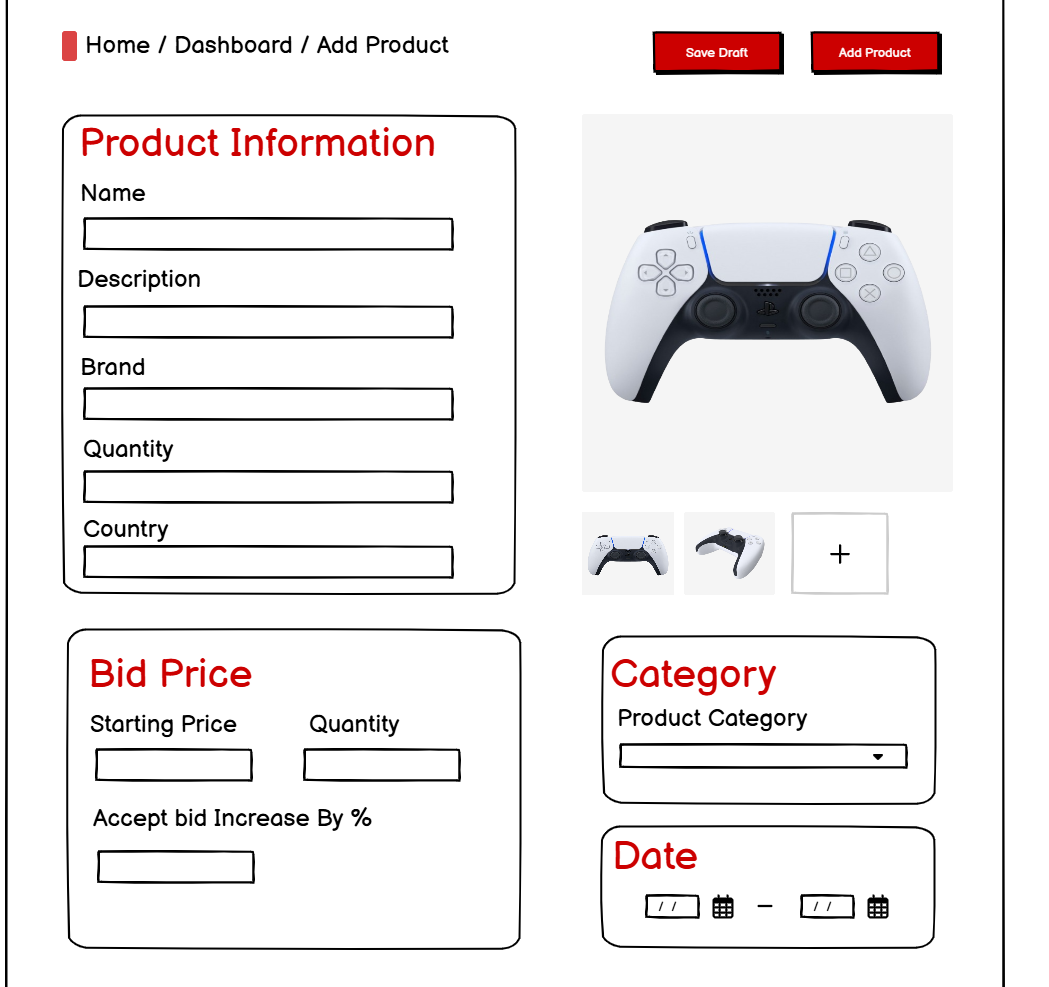 Home / Dashboard / Add Product
Save Draft
Add Product
Product Information
Name
Description
Brand
Quantity
Country
Bid Price
Starting Price
Quantity
Accept bid Increase By %
Category
Product Category
Date
/ /
–
/ /